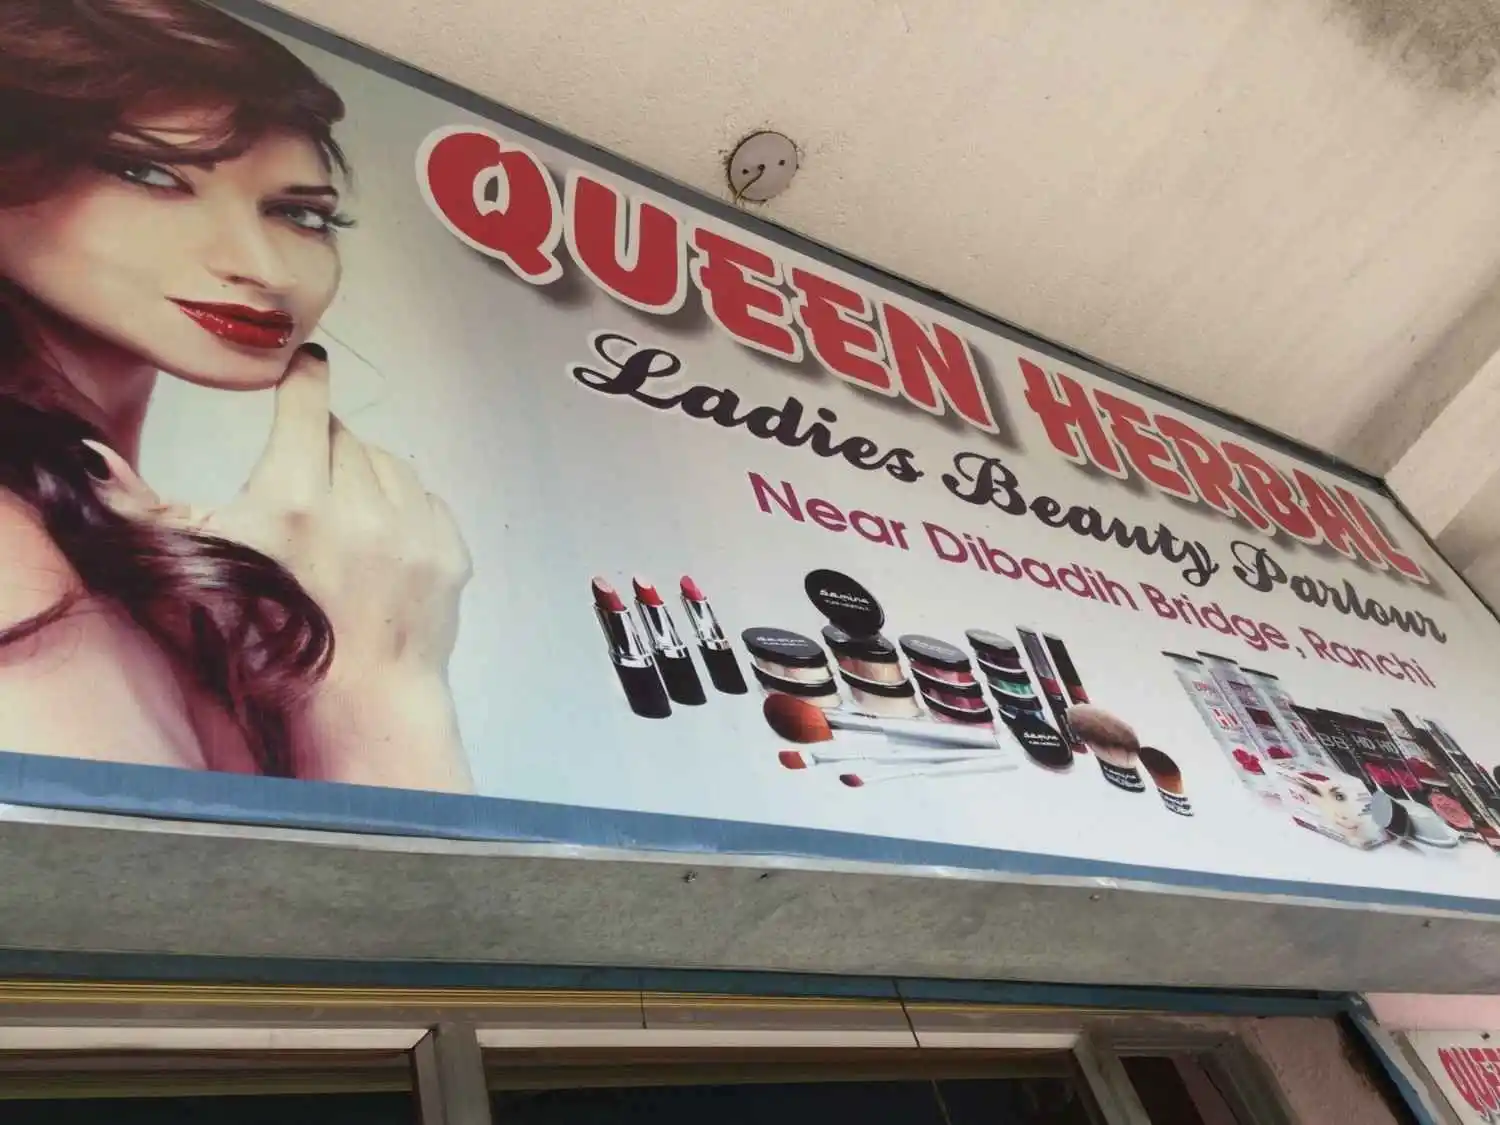 QUEEN HERBAL
Ladies Beauty Parlour
Near Dibadih Bridge, Ranchi